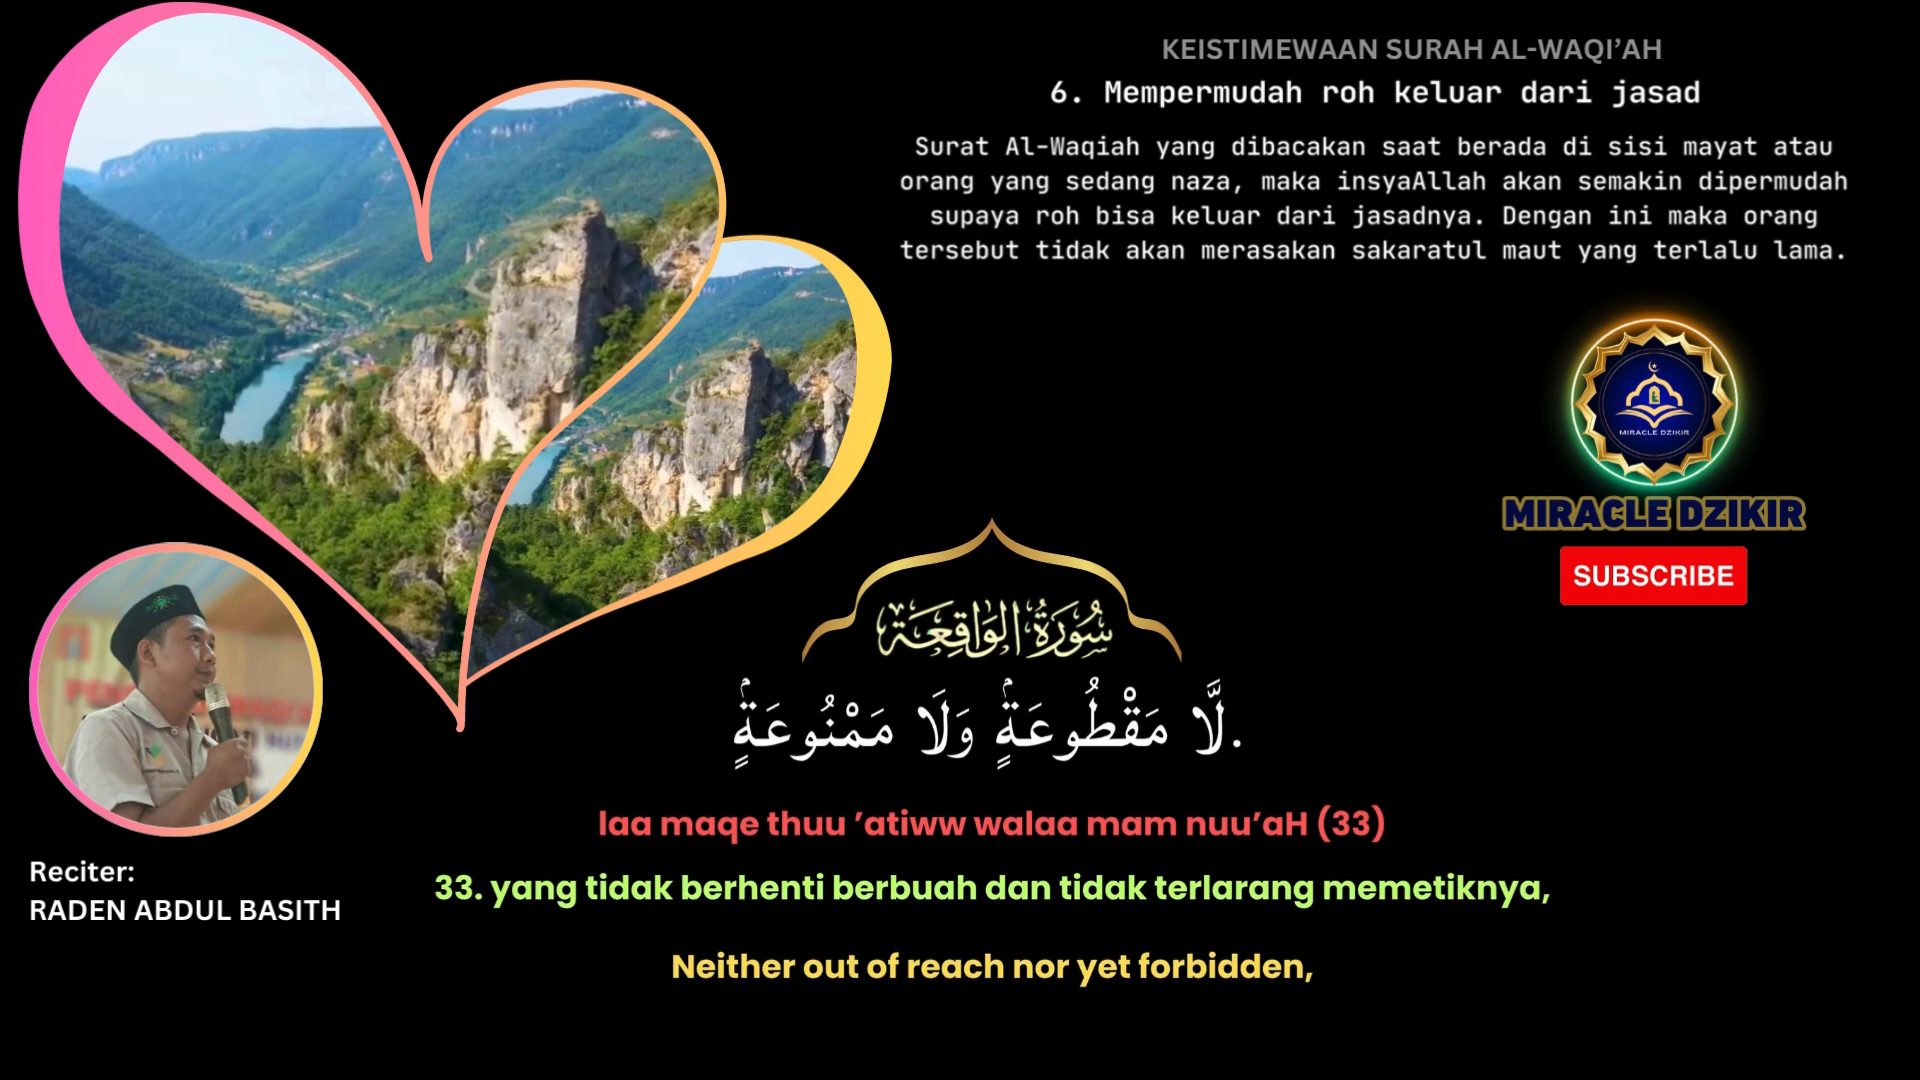 KEISTIMEWAAN SURAH AL-WAQI’AH
6. Mempermudah roh keluar dari jasad
Surat Al-Waqiah yang dibacakan saat berada di sisi mayat atau
orang yang sedang naza, maka insyaAllah akan semakin dipermudah
supaya roh bisa keluar dari jasadnya. Dengan ini maka orang
tersebut tidak akan merasakan sakaratul maut yang terlalu lama.
MIRACLE DZIKIR
MIRACLE DZIKIR
SUBSCRIBE
سُورَةُ الوَاقِعَة
لَّا مَقْطُوعَةٍۢ وَلَا مَمْنُوعَةٍۢ.
laa maqe thuu ’atiww walaa mam nuu’aH (33)
33. yang tidak berhenti berbuah dan tidak terlarang memetiknya,
Neither out of reach nor yet forbidden,
Reciter:
RADEN ABDUL BASITH